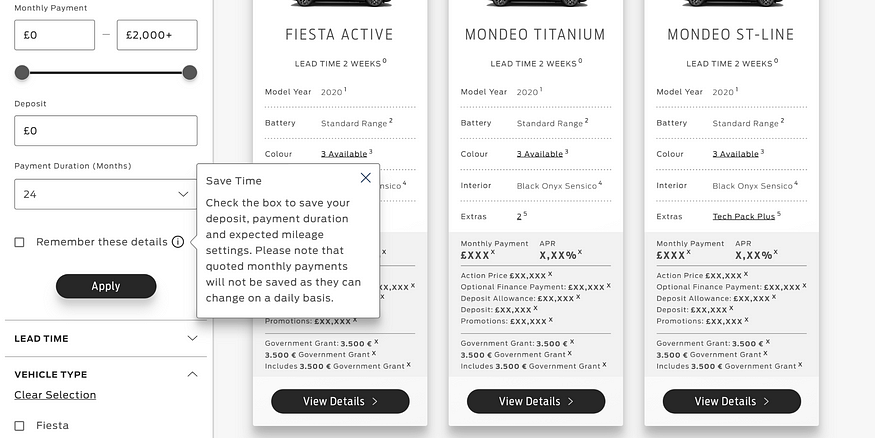 Monthly Payment
£0 – £2,000+
Deposit
£0
Payment Duration (Months)
24
Remember these details i
Apply
LEAD TIME
VEHICLE TYPE
Clear Selection
Fiesta
Save Time
Check the box to save your
deposit, payment duration
and expected mileage
settings. Please note that
quoted monthly payments
will not be saved as they can
change on a daily basis.
FIESTA ACTIVE
LEAD TIME 2 WEEKS 0
Model Year 2020 1
Battery Standard Range 2
Colour 3 Available 3
nsico 4
X
XX,XXX X
X
Promotions: £XX,XXX X
Government Grant: 3.500 € X
3.500 € Government Grant X
Includes 3.500 € Government Grant X
View Details >
MONDEO TITANIUM
LEAD TIME 2 WEEKS 0
Model Year 2020 1
Battery Standard Range 2
Colour 3 Available 3
Interior Black Onyx Sensico 4
Extras 2 5
Monthly Payment APR
£XXX X X,XX% X
Action Price £XX,XXX X
Optional Finance Payment: £XX,XXX X
Deposit Allowance: £XX,XXX X
Deposit: £XX,XXX X
Promotions: £XX,XXX X
Government Grant: 3.500 € X
3.500 € Government Grant X
Includes 3.500 € Government Grant X
View Details >
MONDEO ST-LINE
LEAD TIME 2 WEEKS 0
Model Year 2020 1
Battery Standard Range 2
Colour 3 Available 3
Interior Black Onyx Sensico 4
Extras Tech Pack Plus 5
Monthly Payment APR
£XXX X X,XX% X
Action Price £XX,XXX X
Optional Finance Payment: £XX,XXX X
Deposit Allowance: £XX,XXX X
Deposit: £XX,XXX X
Promotions: £XX,XXX X
Government Grant: 3.500 € X
3.500 € Government Grant X
Includes 3.500 € Government Grant X
View Details >